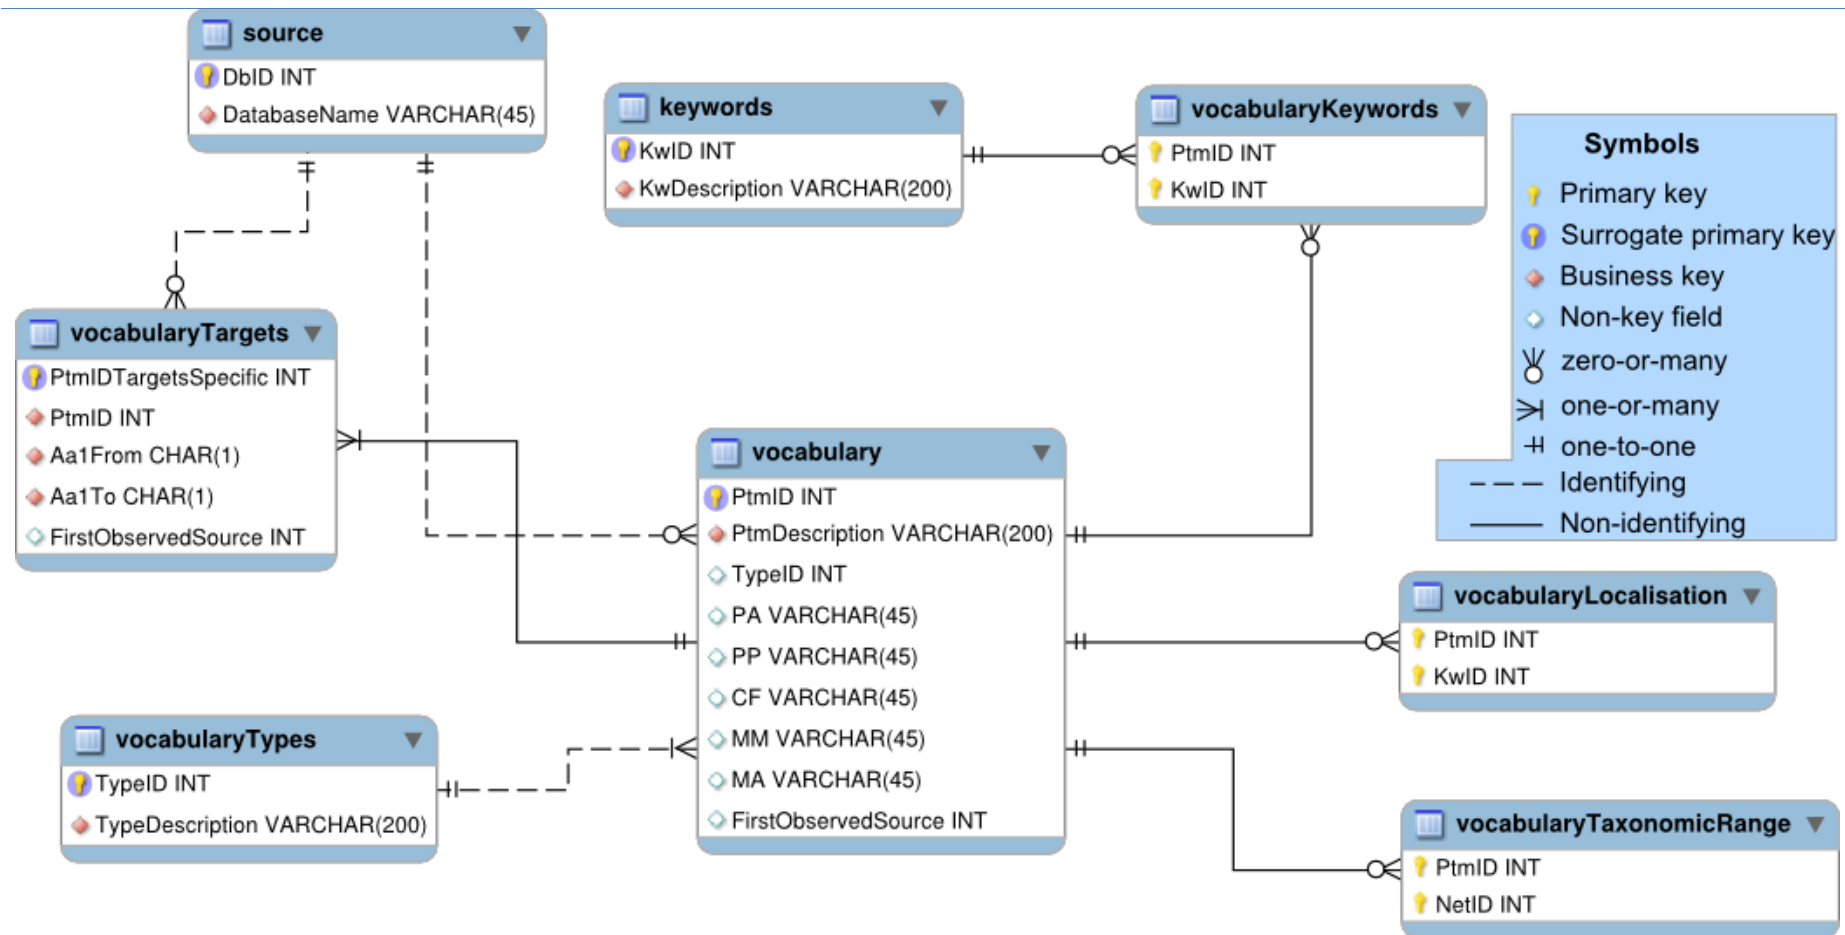 source
DbID INT
DatabaseName VARCHAR(45)
keywords
KwID INT
KwDescription VARCHAR(200)
vocabularyKeywords
PtmID INT
KwID INT
Symbols
Primary key
Surrogate primary key
Business key
Non-key field
zero-or-many
one-or-many
one-to-one
Identifying
Non-identifying
vocabularyTargets
PtmIDTargetsSpecific INT
PtmID INT
Aa1From CHAR(1)
Aa1To CHAR(1)
FirstObservedSource INT
vocabulary
PtmID INT
PtmDescription VARCHAR(200)
TypeID INT
PA VARCHAR(45)
PP VARCHAR(45)
CF VARCHAR(45)
MM VARCHAR(45)
MA VARCHAR(45)
FirstObservedSource INT
vocabularyLocalisation
PtmID INT
KwID INT
vocabularyTypes
TypeID INT
TypeDescription VARCHAR(200)
vocabularyTaxonomicRange
PtmID INT
NetID INT